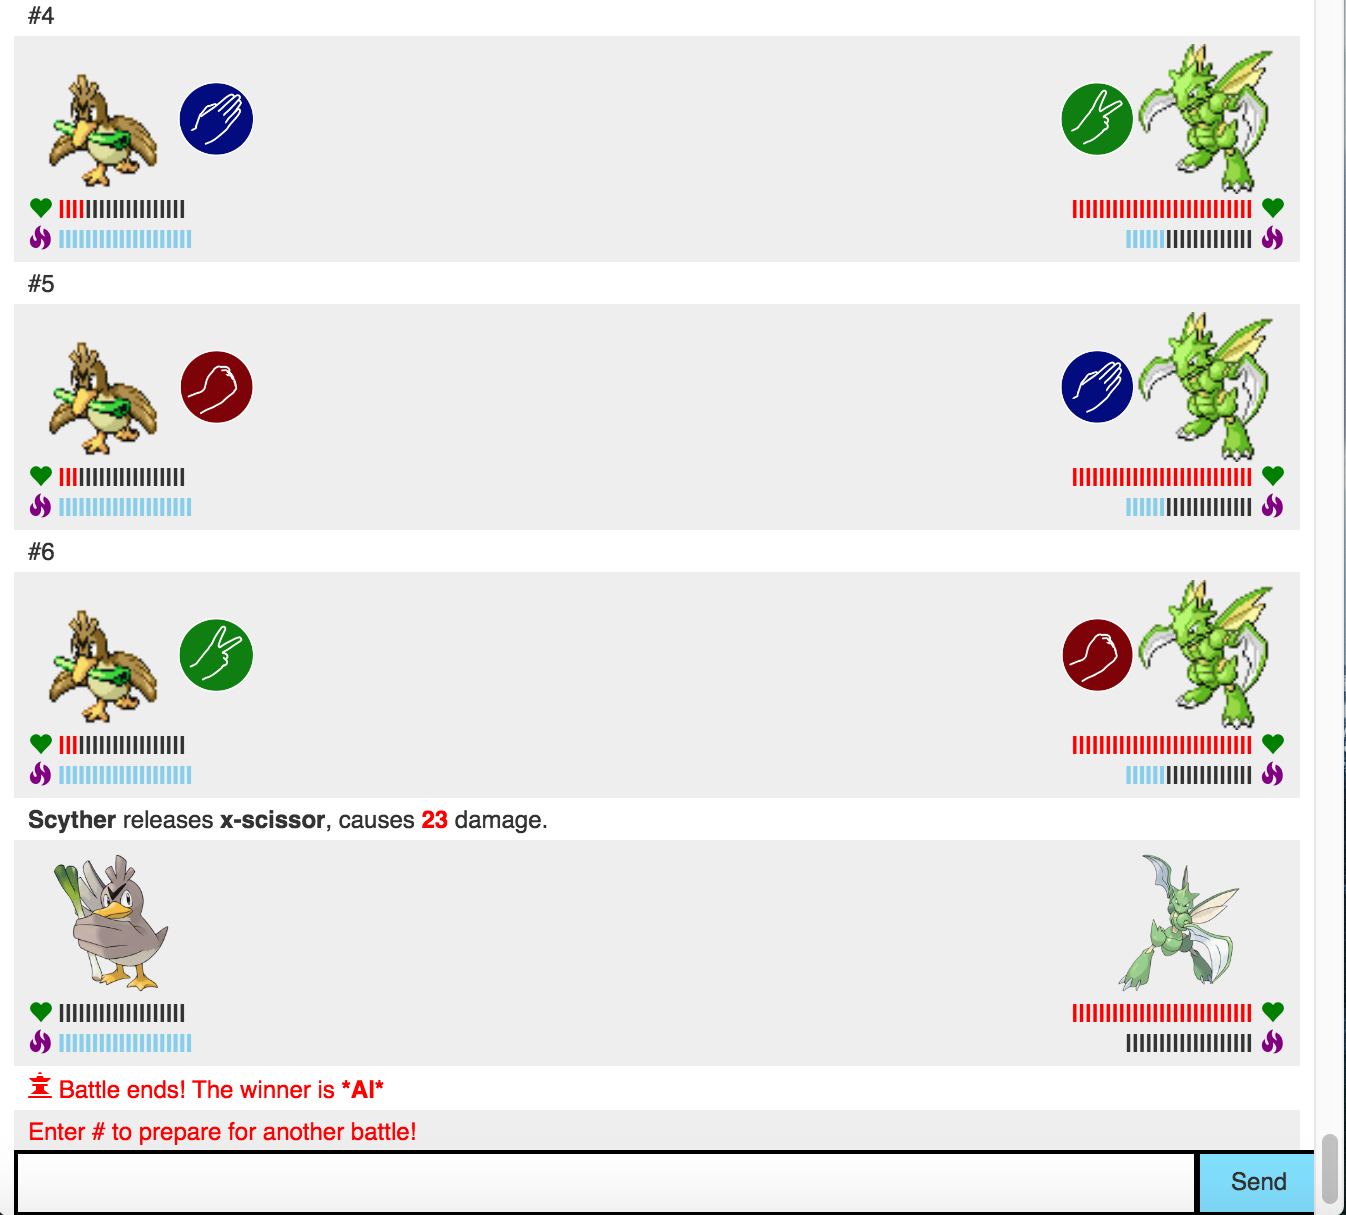 #4
#5
#6
Scyther releases x-scissor, causes 23 damage.
Battle ends! The winner is *AI*
Enter # to prepare for another battle!
Send